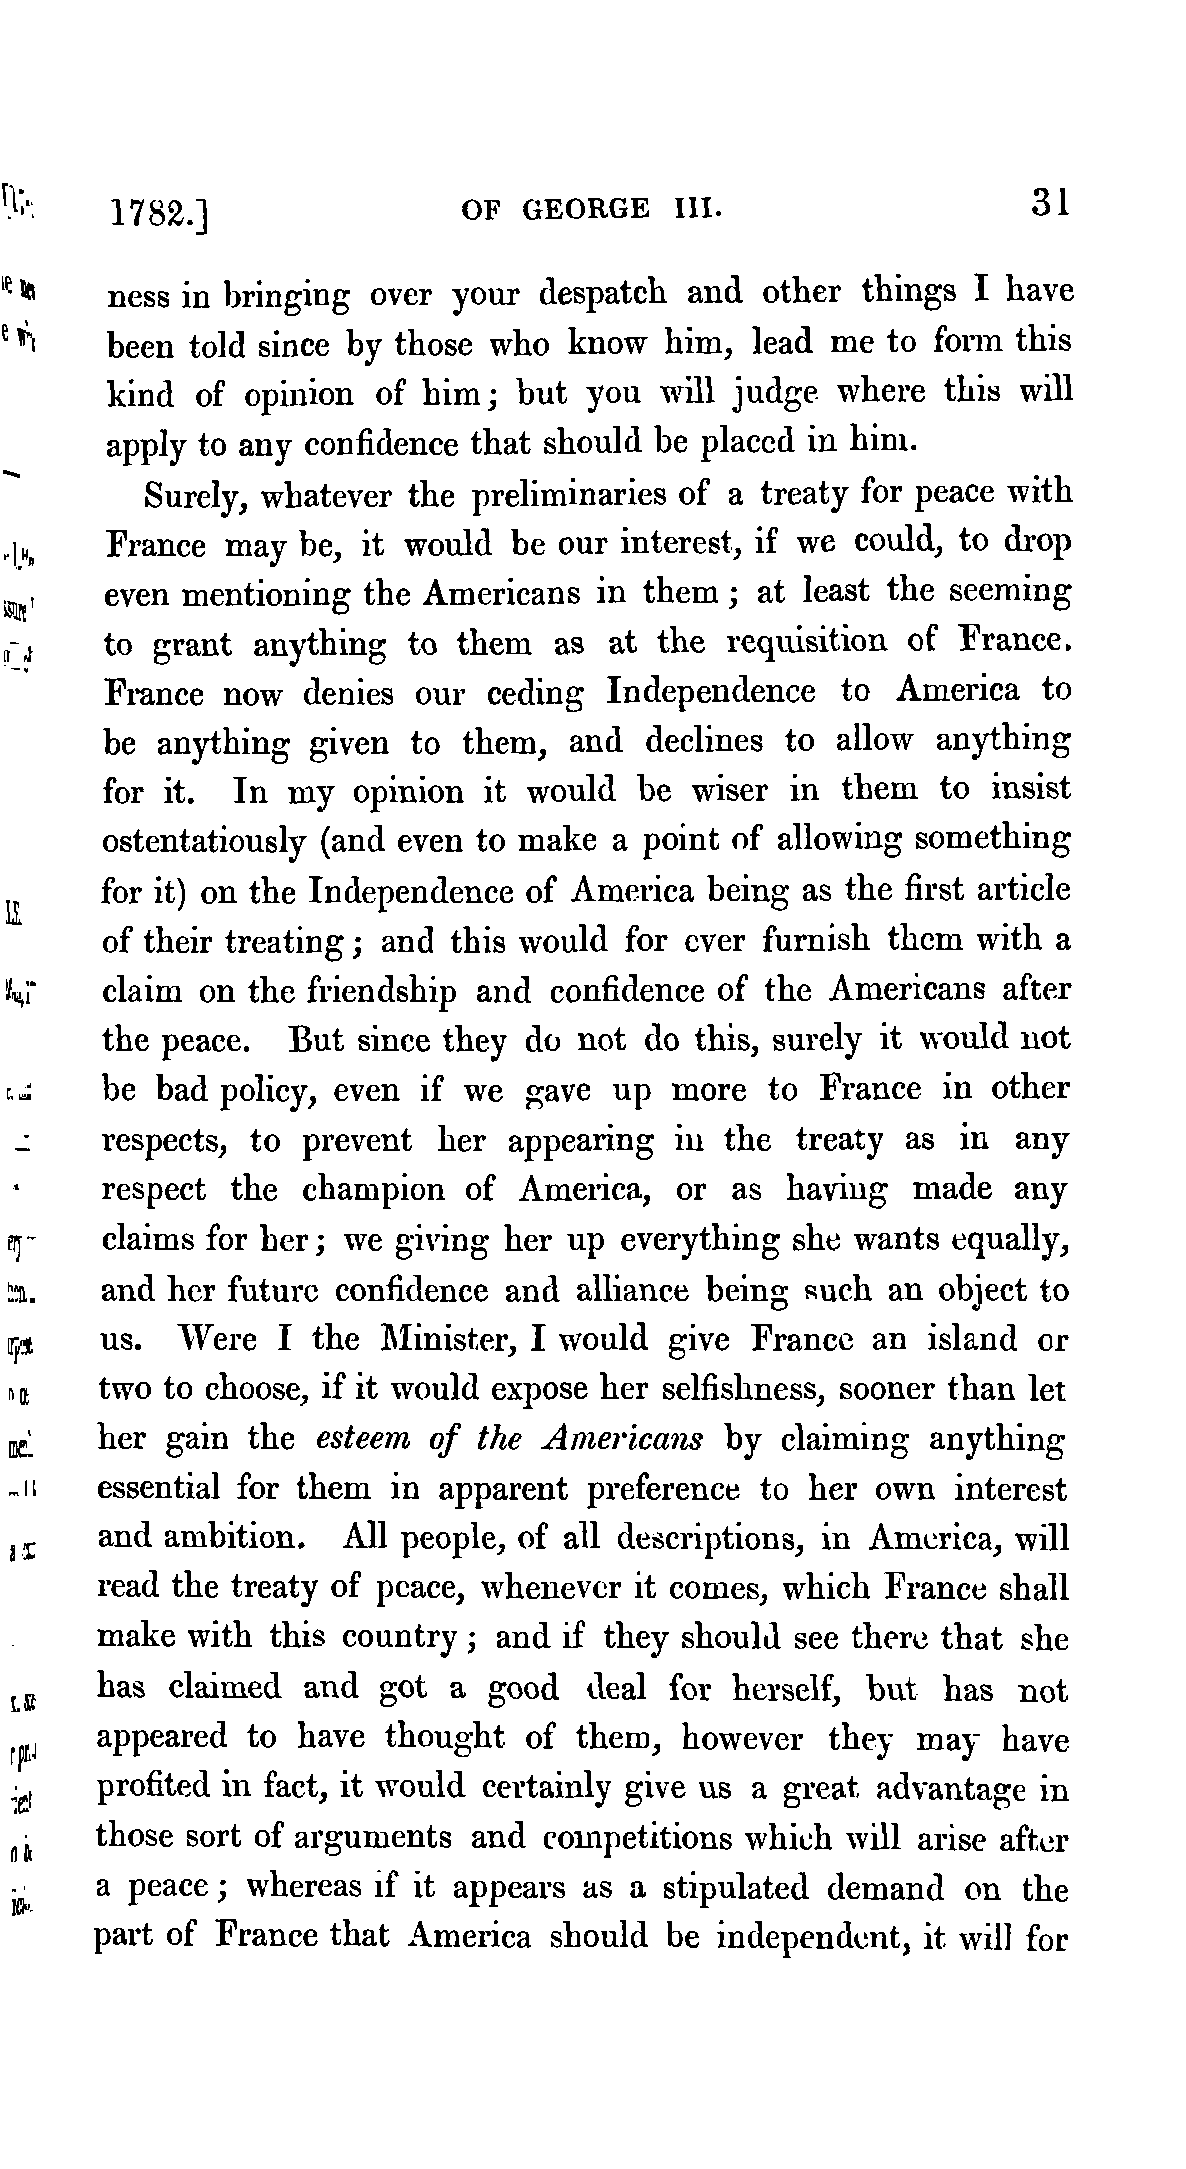 1782.] OF GEORGE III. 31
ness in bringing over your despatch and other things I have
been told since by those who know him, lead me to form this
kind of opinion of him; but you will judge where this will
apply to any confidence that should be placed in him.
Surely, whatever the preliminaries of a treaty for peace with
France may be, it would be our interest, if we could, to drop
even mentioning the Americans in them; at least the seeming
to grant anything to them as at the requisition of France.
France now denies our ceding Independence to America to
be anything given to them, and declines to allow anything
for it. In my opinion it would be wiser in them to insist
ostentatiously (and even to make a point of allowing something
for it) on the Independence of America being as the first article
of their treating; and this would for ever furnish them with a
claim on the friendship and confidence of the Americans after
the peace. But since they do not do this, surely it would not
be bad policy, even if we gave up more to France in other
respects, to prevent her appearing in the treaty as in any
respect the champion of America, or as having made any
claims for her; we giving her up everything she wants equally,
and her future confidence and alliance being such an object to
us. Were I the Minister, I would give France an island or
two to choose, if it would expose her selfishness, sooner than let
her gain the esteem of the Americans by claiming anything
essential for them in apparent preference to her own interest
and ambition. All people, of all descriptions, in America, will
read the treaty of peace, whenever it comes, which France shall
make with this country; and if they should see there that she
has claimed and got a good deal for herself, but has not
appeared to have thought of them, however they may have
profited in fact, it would certainly give us a great advantage in
those sort of arguments and competitions which will arise after
a peace; whereas if it appears as a stipulated demand on the
part of France that America should be independent, it will for